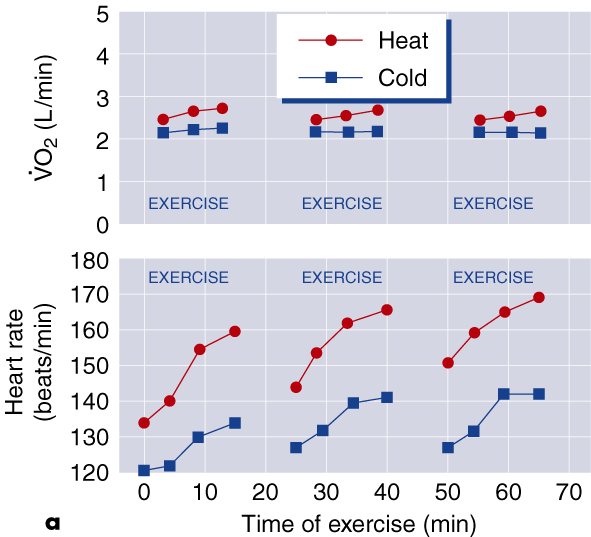 5
4
3
2
1
0
V̇O2 (L/min)
Heat
Cold
EXERCISE EXERCISE EXERCISE
180
170
160
150
140
130
120
Heart rate
(beats/min)
EXERCISE EXERCISE EXERCISE
0 10 20 30 40 50 60 70
a Time of exercise (min)